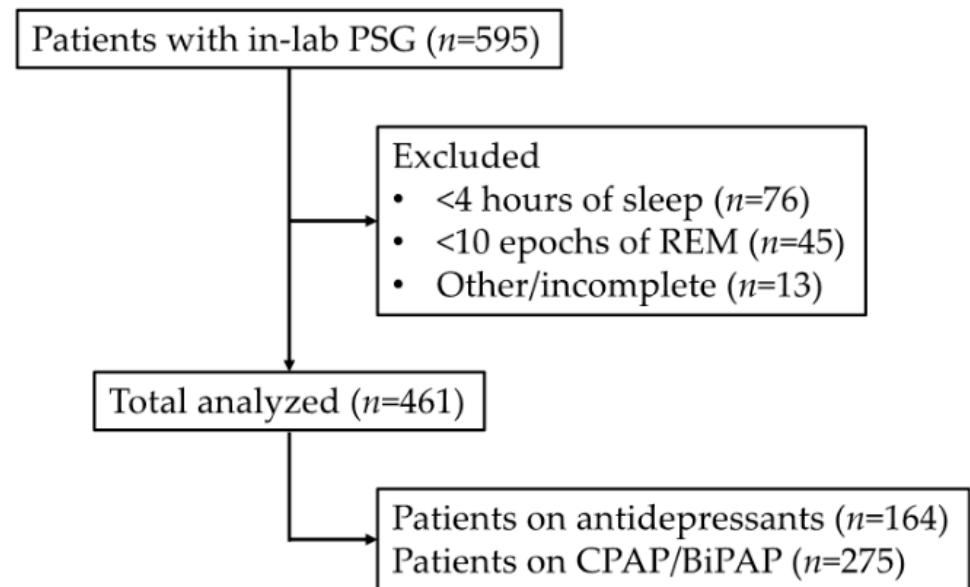 Patients with in-lab PSG (n=595)
Excluded
• <4 hours of sleep (n=76)
• <10 epochs of REM (n=45)
• Other/incomplete (n=13)
Total analyzed (n=461)
Patients on antidepressants (n=164)
Patients on CPAP/BiPAP (n=275)